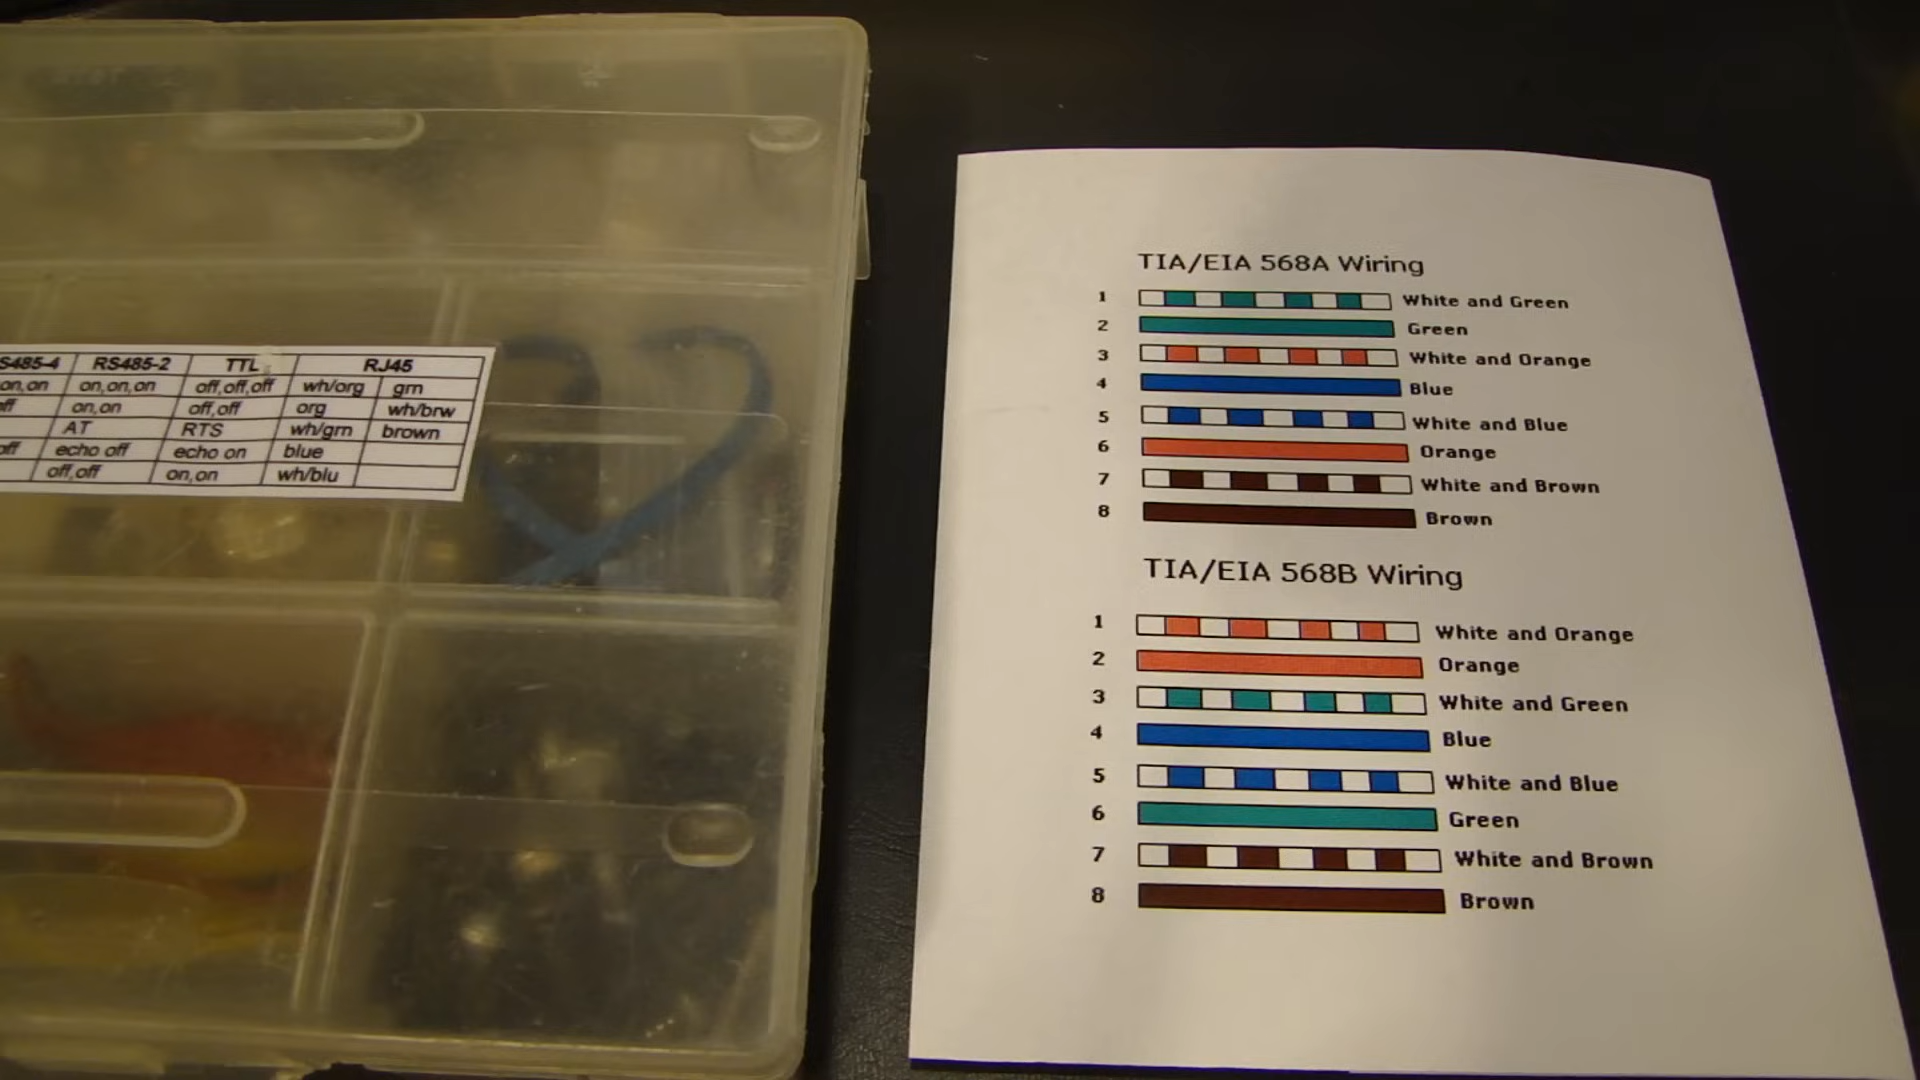 S485-4 RS485-2 TTL RJ45
on,on on,on,on off,off,off wh/org grn
off on,on off,off org wh/brw
AT RTS wh/grn brown
off echo off echo on blue
off,off on,on wh/blu
TIA/EIA 568A Wiring
1 White and Green
2 Green
3 White and Orange
4 Blue
5 White and Blue
6 Orange
7 White and Brown
8 Brown
TIA/EIA 568B Wiring
1 White and Orange
2 Orange
3 White and Green
4 Blue
5 White and Blue
6 Green
7 White and Brown
8 Brown